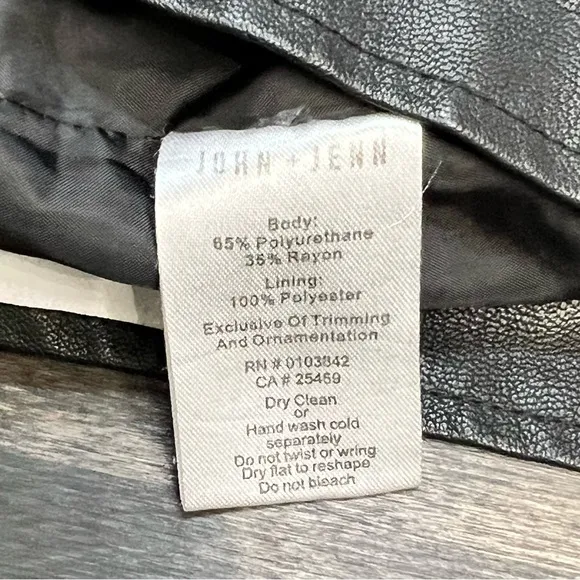 JOHN + JENN
Body:
65% Polyurethane
35% Rayon
Lining:
100% Polyester
Exclusive Of Trimming
And Ornamentation
RN # 0103842
CA # 25469
Dry Clean
or
Hand wash cold
separately
Do not twist or wring
Dry flat to reshape
Do not bleach